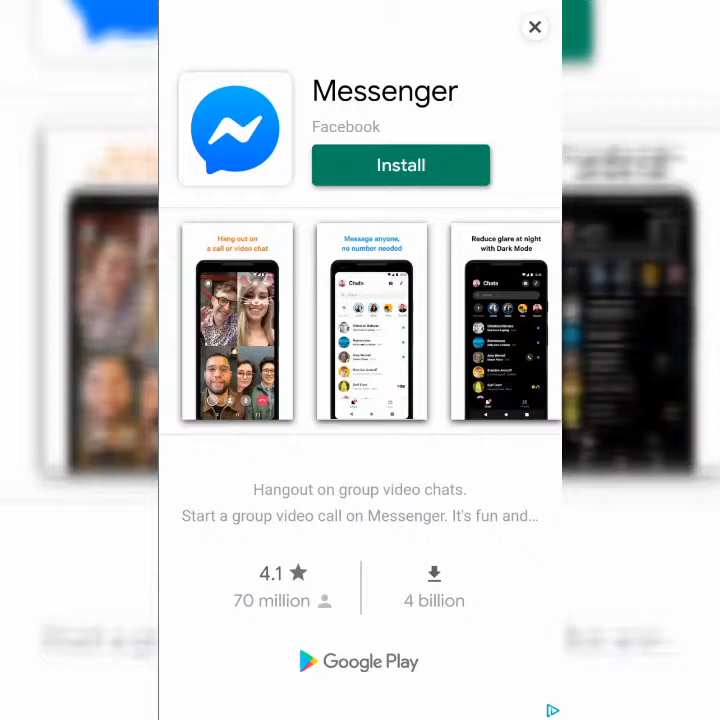 Messenger
Facebook
Install
Hang out on
a call or video chat
Message anyone,
no number needed
Reduce glare at night
with Dark Mode
Chats
Chats
Hangout on group video chats.
Start a group video call on Messenger. It's fun and...
4.1
70 million
4 billion
Google Play